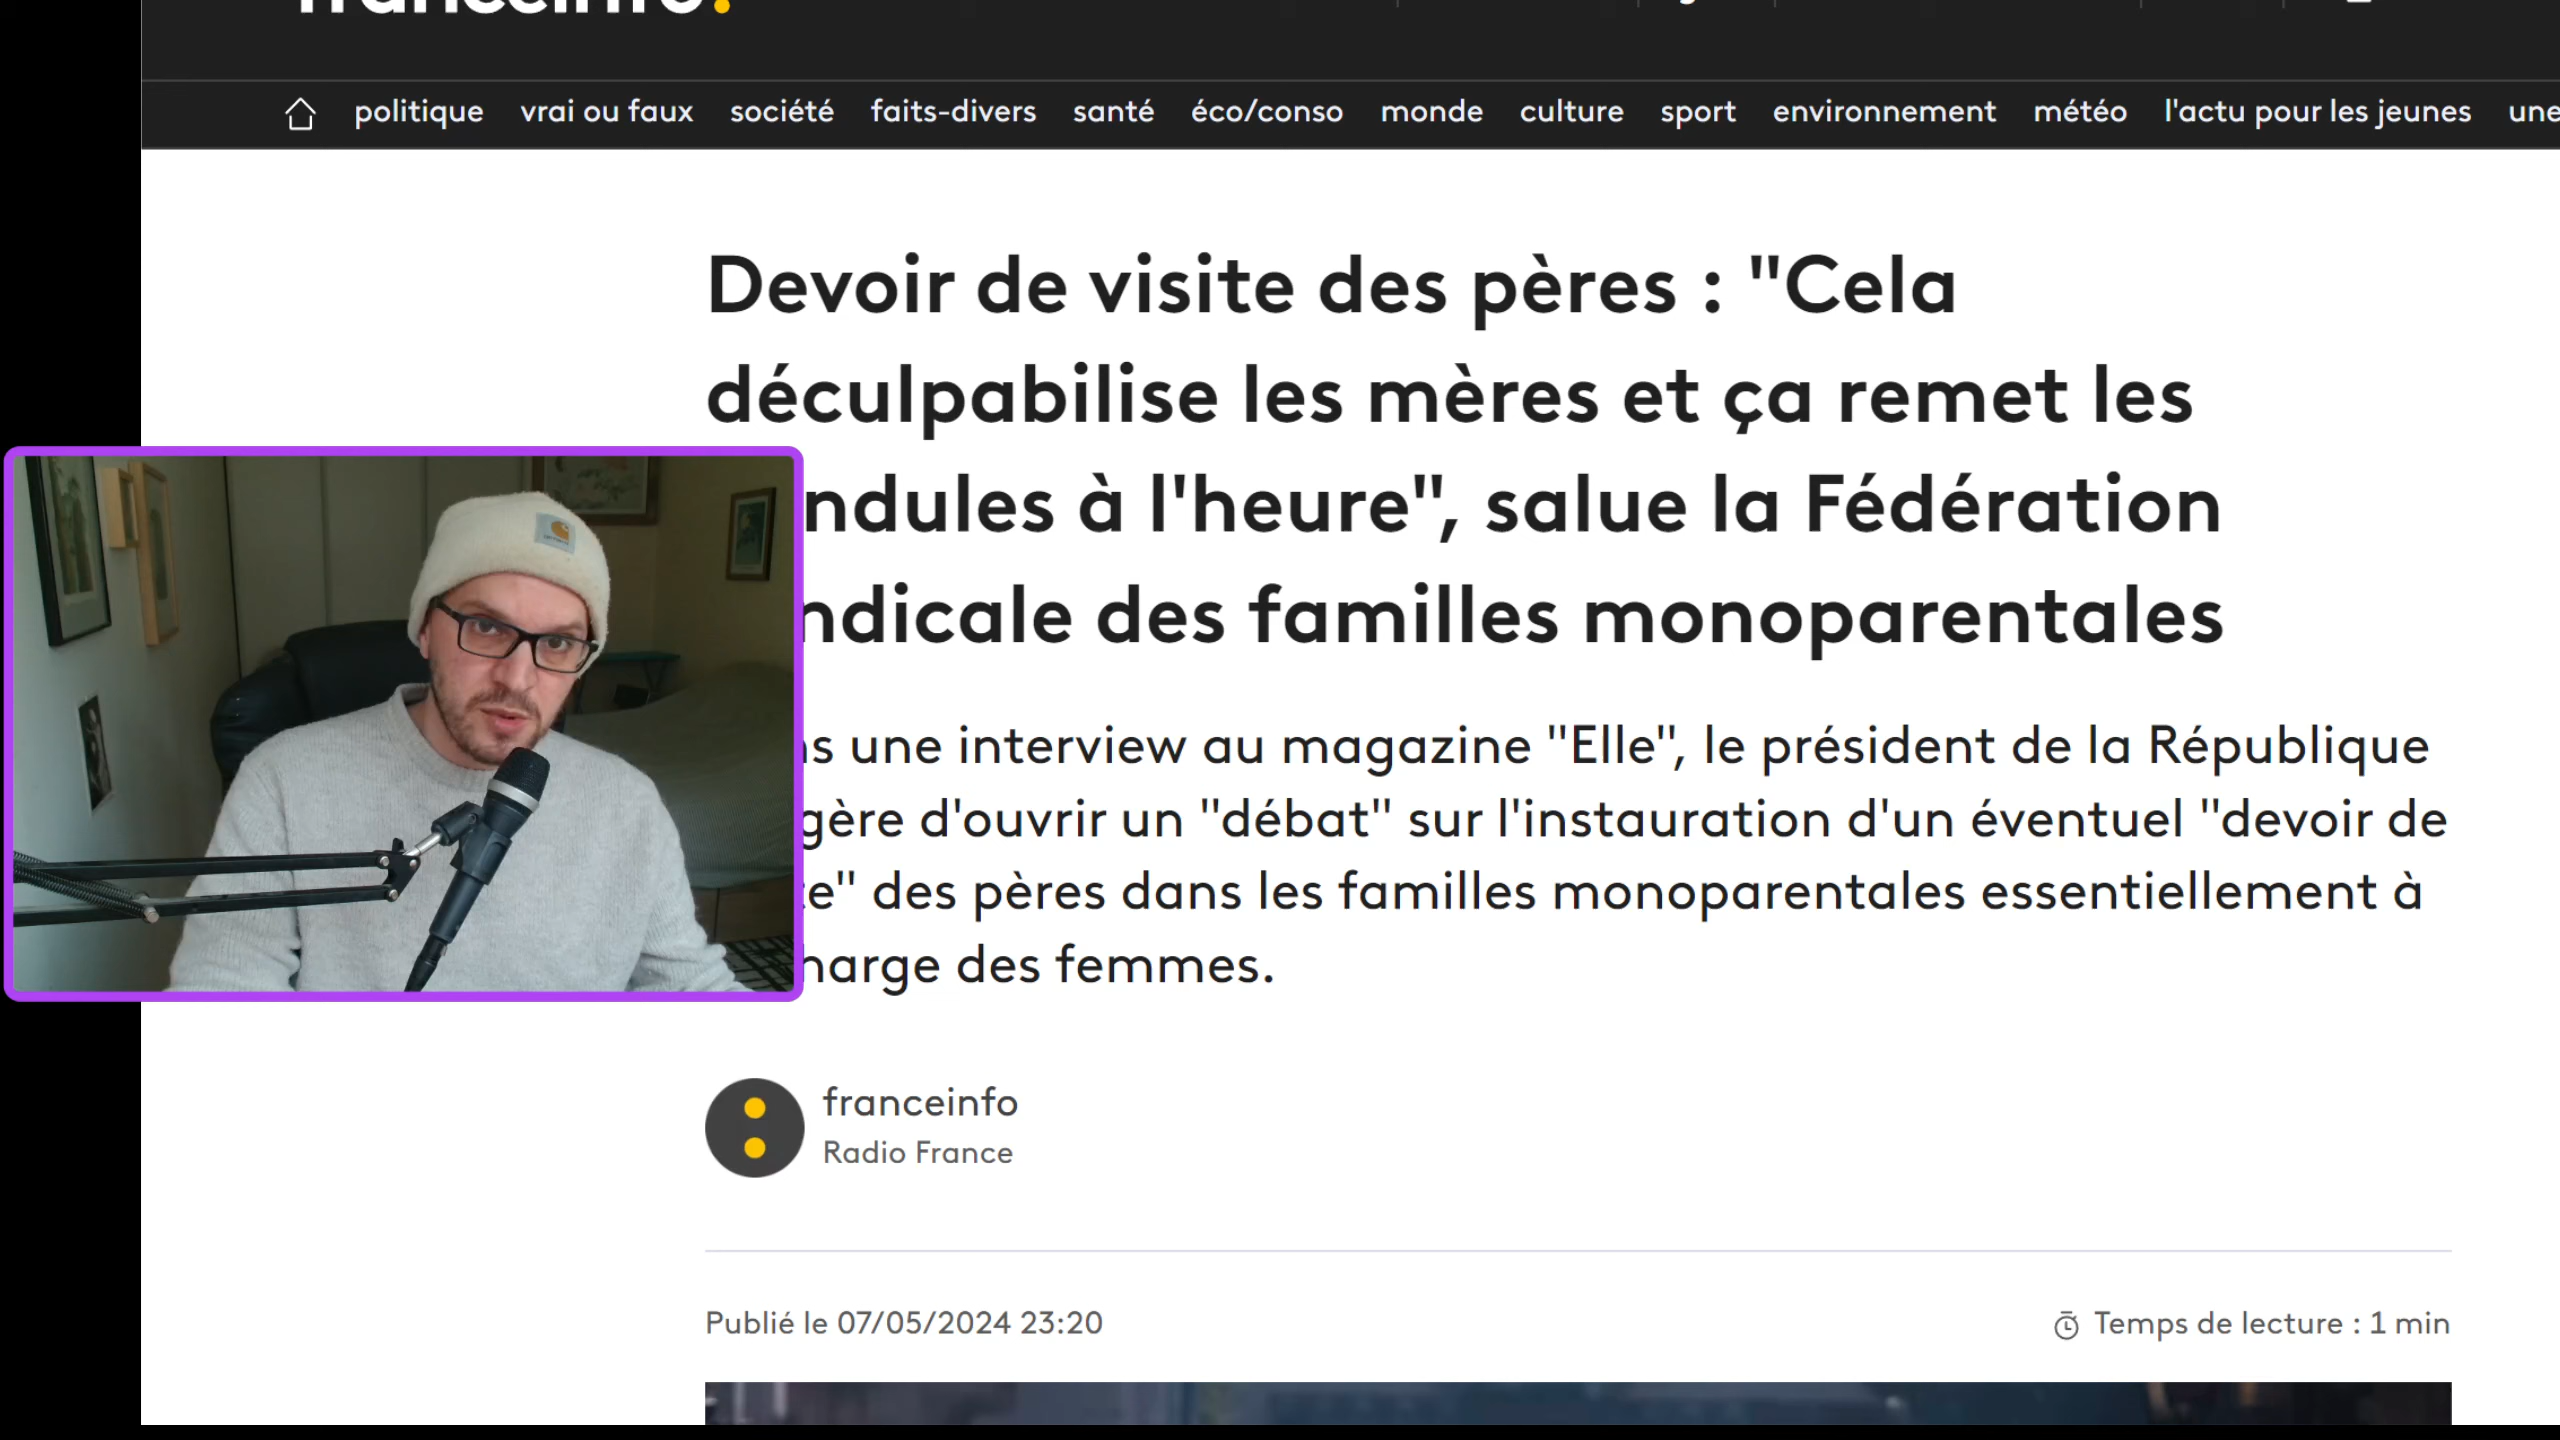 franceinfo:
politique vrai ou faux société faits-divers santé éco/conso monde culture sport environnement météo l'actu pour les jeunes une
Devoir de visite des pères : "Cela
déculpabilise les mères et ça remet les
ndules à l'heure", salue la Fédération
ndicale des familles monoparentales
s une interview au magazine "Elle", le président de la République
gère d'ouvrir un "débat" sur l'instauration d'un éventuel "devoir de
te" des pères dans les familles monoparentales essentiellement à
harge des femmes.
franceinfo
Radio France
Publié le 07/05/2024 23:20
Temps de lecture : 1 min